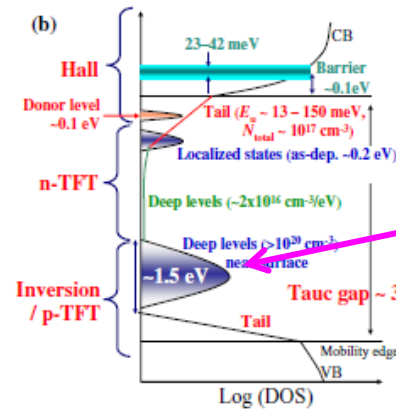 (b)
23–42 meV
CB
Hall
Barrier
~0.1eV
Donor level
~0.1 eV
Tail (E ~ 13 – 150 meV,
N total ~ 10¹⁷ cm⁻³)
Localized states (as-dep. ~0.2 eV)
n-TFT
Deep levels (~2x10¹⁶ cm⁻³/eV)
Deep levels (>10²⁰ cm⁻³)
near surface
~1.5 eV
Inversion
/ p-TFT
Tauc gap ~ 3
Tail
Mobility edge
VB
Log (DOS)